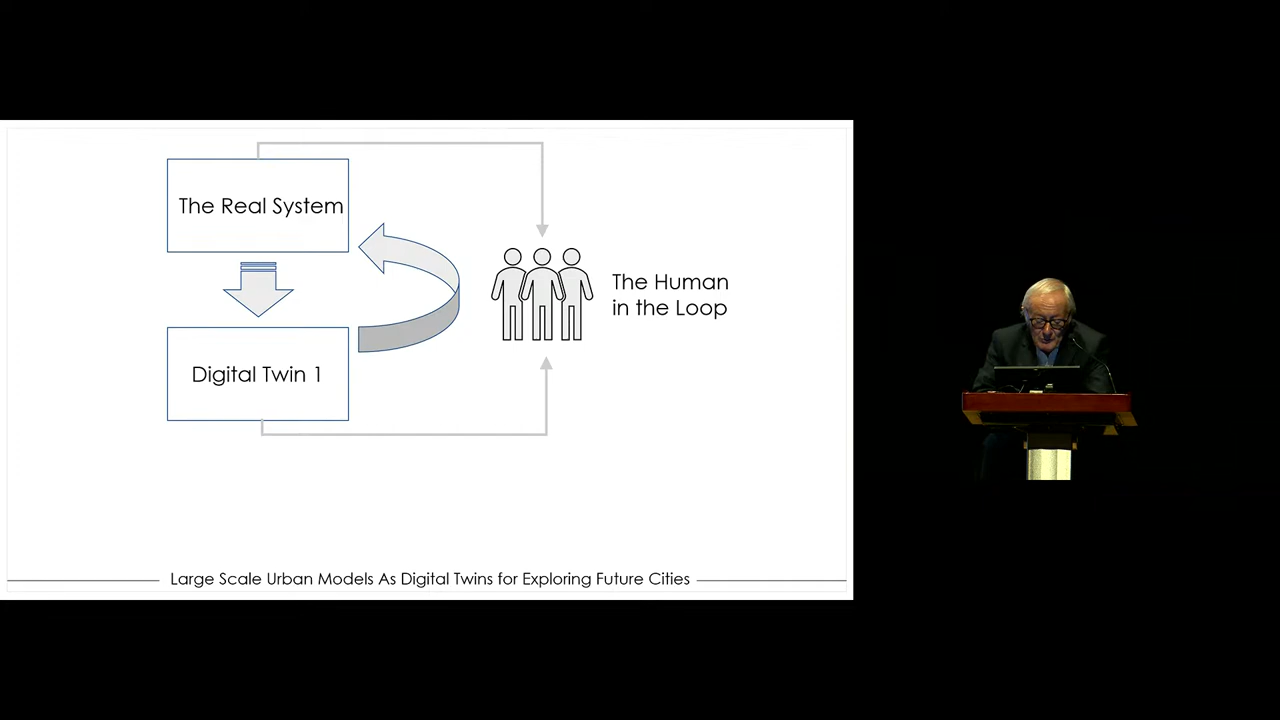 The Real System
The Human
in the Loop
Digital Twin 1
Large Scale Urban Models As Digital Twins for Exploring Future Cities